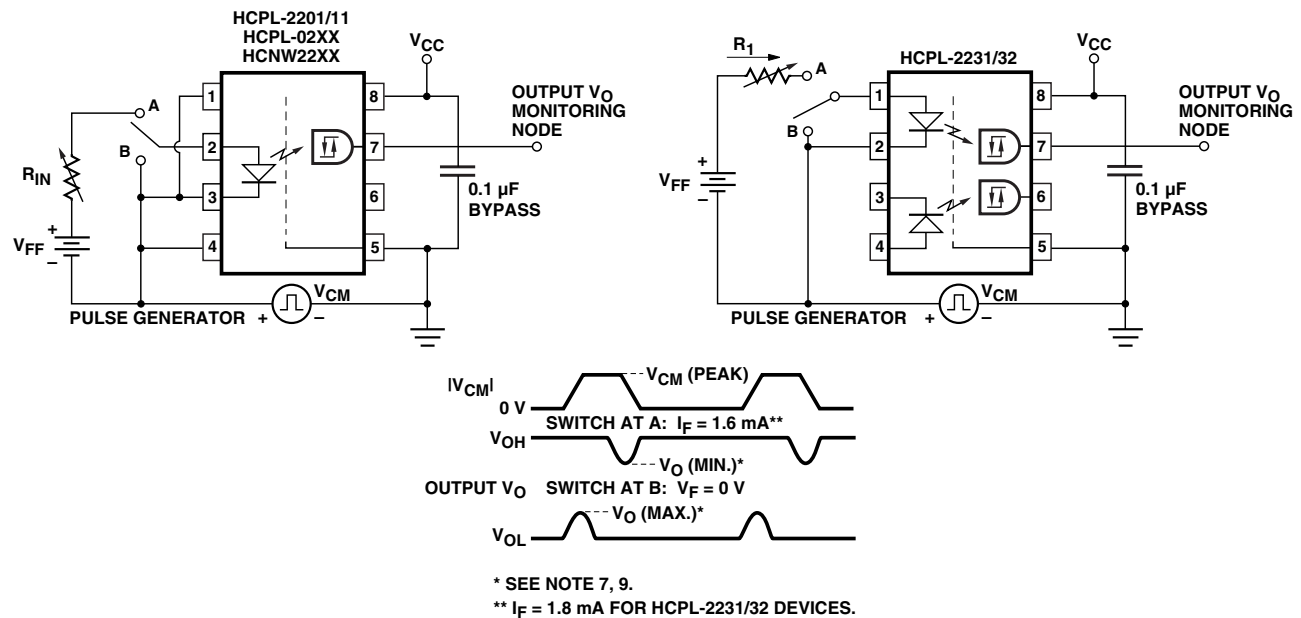 HCPL-2201/11
HCPL-02XX
HCNW22XX
VCC
A
B
RIN
+
VFF
–
1
2
3
4
8
7
6
5
OUTPUT VO
MONITORING
NODE
0.1 µF
BYPASS
VCM
PULSE GENERATOR + –
R1
A
B
HCPL-2231/32
VCC
+
VFF
–
1
2
3
4
8
7
6
5
OUTPUT VO
MONITORING
NODE
0.1 µF
BYPASS
VCM
PULSE GENERATOR + –
|VCM|
VCM (PEAK)
0 V
SWITCH AT A: IF = 1.6 mA**
VOH
VO (MIN.)*
OUTPUT VO SWITCH AT B: VF = 0 V
VO (MAX.)*
VOL
* SEE NOTE 7, 9.
** IF = 1.8 mA FOR HCPL-2231/32 DEVICES.